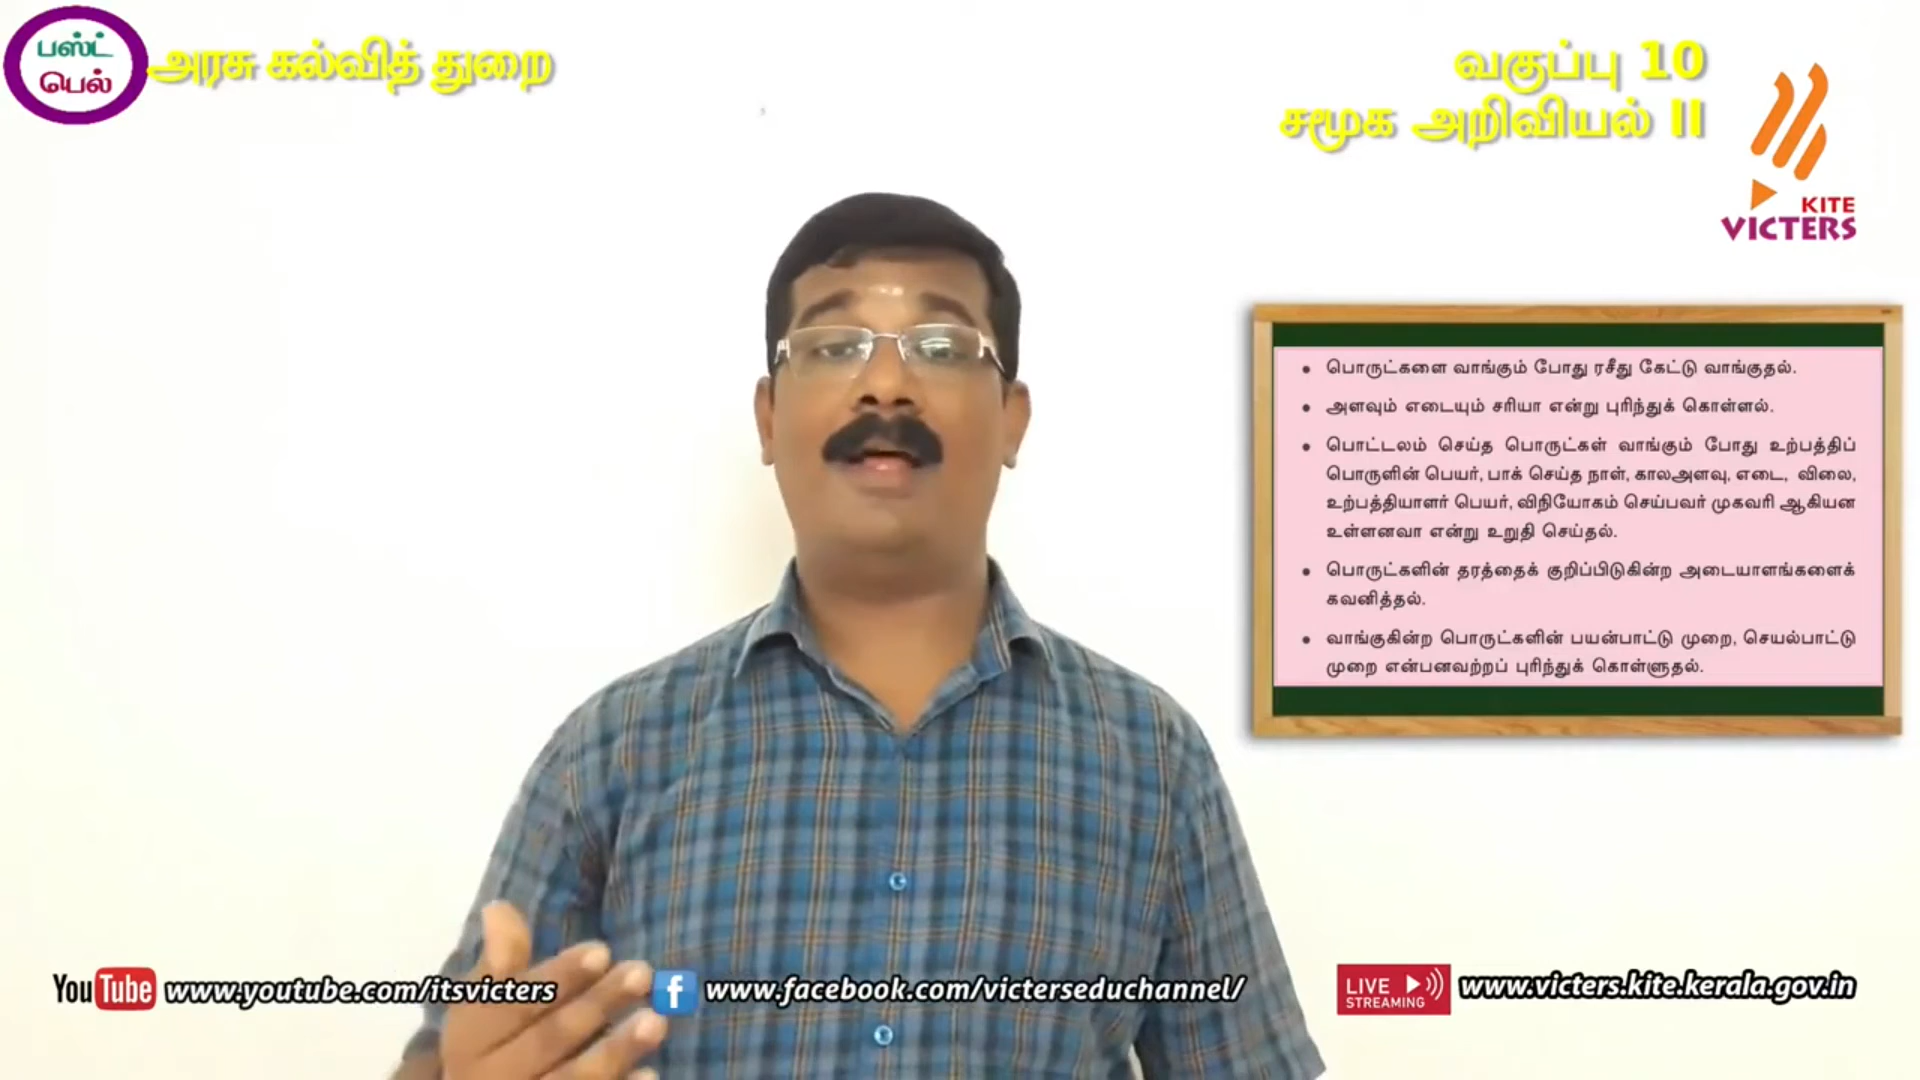 பஸ்ட்
பெல்
அரசு கல்வித் துறை
வகுப்பு 10
சமூக அறிவியல் II
KITE
VICTERS
• பொருட்களை வாங்கும் போது ரசீது கேட்டு வாங்குதல்.
• அளவும் எடையும் சரியா என்று புரிந்துக் கொள்ளல்.
• பொட்டலம் செய்த பொருட்கள் வாங்கும் போது உற்பத்திப்
பொருளின் பெயர், பாக் செய்த நாள், காலஅளவு, எடை, விலை,
உற்பத்தியாளர் பெயர், விநியோகம் செய்பவர் முகவரி ஆகியன
உள்ளனவா என்று உறுதி செய்தல்.
• பொருட்களின் தரத்தைக் குறிப்பிடுகின்ற அடையாளங்களைக்
கவனித்தல்.
• வாங்குகின்ற பொருட்களின் பயன்பாட்டு முறை, செயல்பாட்டு
முறை என்பனவற்றப் புரிந்துக் கொள்ளுதல்.
YouTube www.youtube.com/itsvicters
f www.facebook.com/victerseduchannel/
LIVE
STREAMING
www.victers.kite.kerala.gov.in